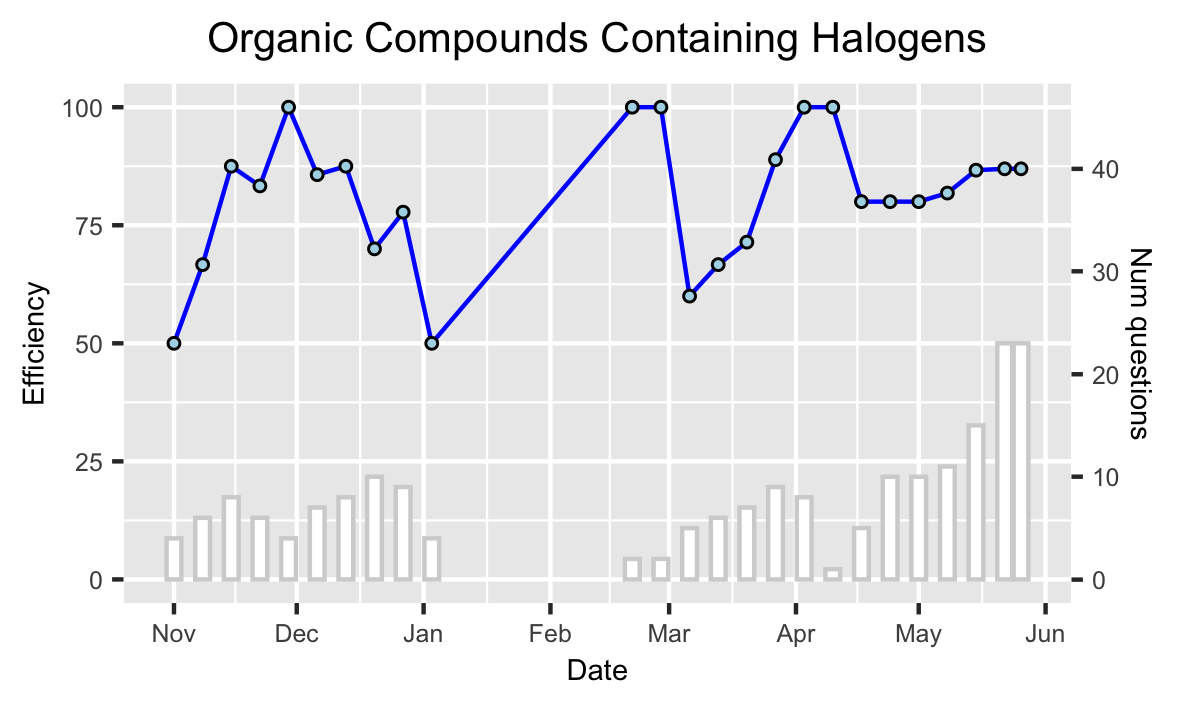 Organic Compounds Containing Halogens
100
75
50
25
0
Efficiency
40
30
20
10
0
Num questions
Nov Dec Jan Feb Mar Apr May Jun
Date